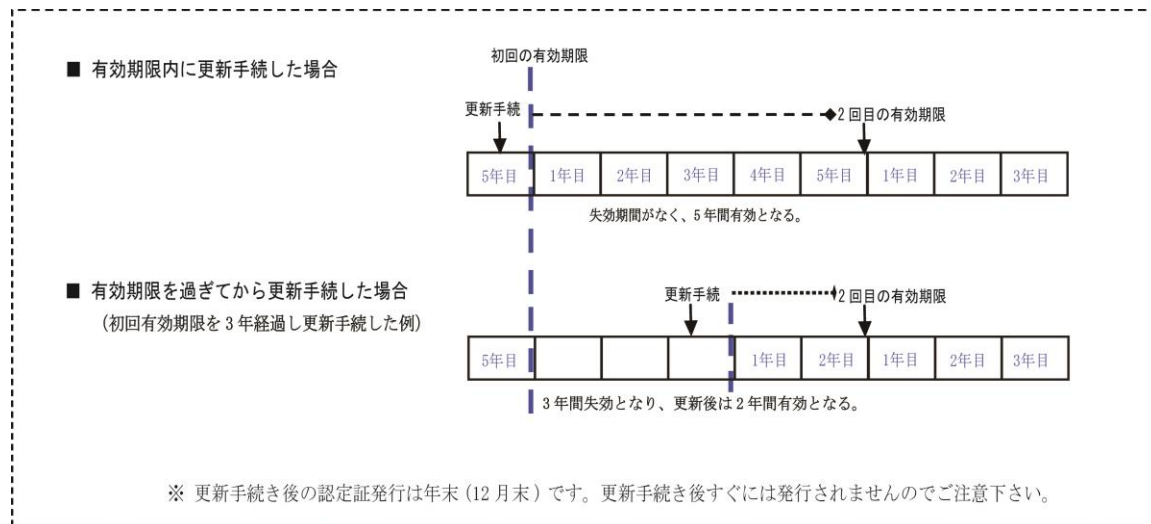 ■ 有効期限内に更新手続した場合
初回の有効期限
更新手続
2回目の有効期限
5年目 1年目 2年目 3年目 4年目 5年目 1年目 2年目 3年目
失効期間がなく、5年間有効となる。
■ 有効期限を過ぎてから更新手続した場合
(初回有効期限を3年経過し更新手続した例)
更新手続
2回目の有効期限
5年目 1年目 2年目 1年目 2年目 3年目
3年間失効となり、更新後は2年間有効となる。
※ 更新手続き後の認定証発行は年末(12月末)です。更新手続き後すぐには発行されませんのでご注意下さい。